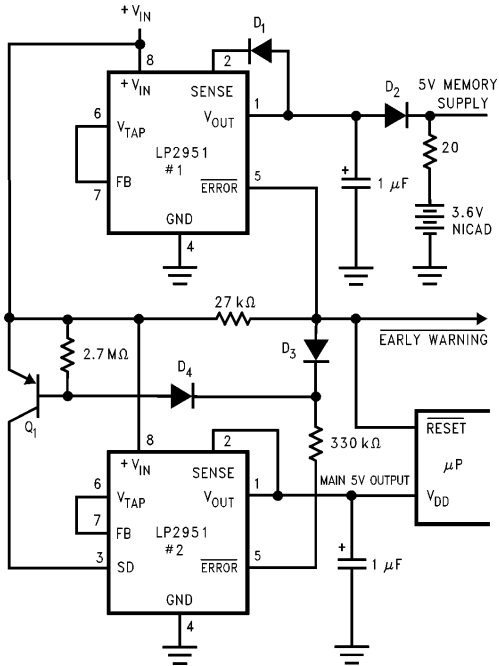 +VIN
D1
8
2
+VIN
SENSE
D2
5V MEMORY
SUPPLY
6
VTAP
VOUT
1
20
LP2951
#1
+
1 μF
7
FB
ERROR
5
3.6V
NICAD
GND
4
27 kΩ
EARLY WARNING
2.7 MΩ
D3
D4
Q1
330 kΩ
8
2
RESET
+VIN
SENSE
μP
6
VTAP
VOUT
1
MAIN 5V OUTPUT
VDD
7
FB
LP2951
#2
+
1 μF
3
SD
ERROR
5
GND
4